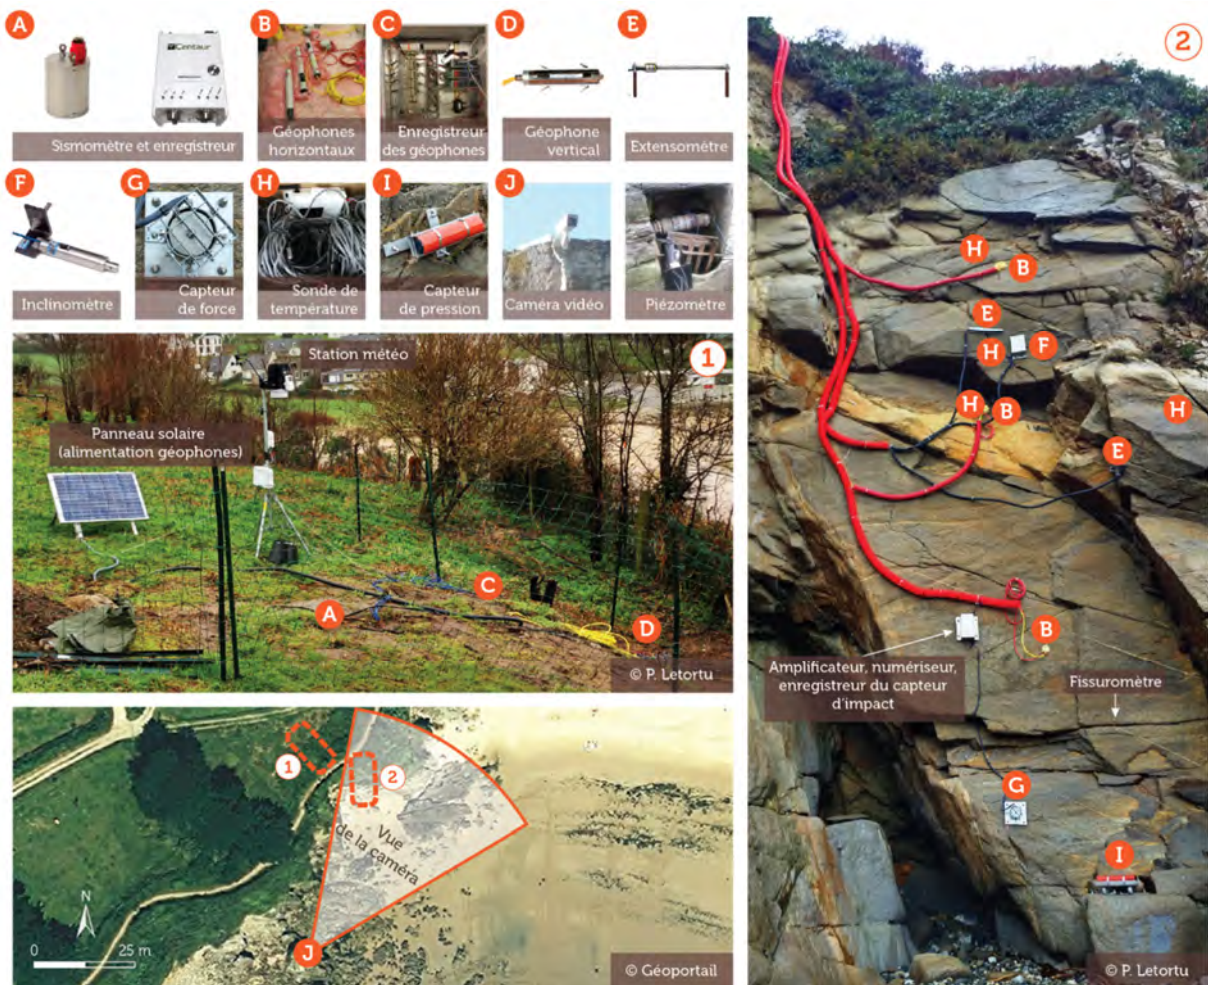 A
B
C
D
E
Centaur
Sismomètre et enregistreur
Géophones
horizontaux
Enregistreur
des géophones
Géophone
vertical
Extensomètre
F
G
H
I
J
Inclinomètre
Capteur
de force
Sonde de
température
Capteur
de pression
Caméra vidéo
Piézomètre
Station météo
1
Panneau solaire
(alimentation géophones)
C
A
D
© P. Letortu
1
2
Vue
de la caméra
N
0
25 m
J
© Géoportail
2
H
B
E
H
F
H
B
H
E
B
Amplificateur, numériseur,
enregistreur du capteur
d'impact
Fissuromètre
G
I
© P. Letortu